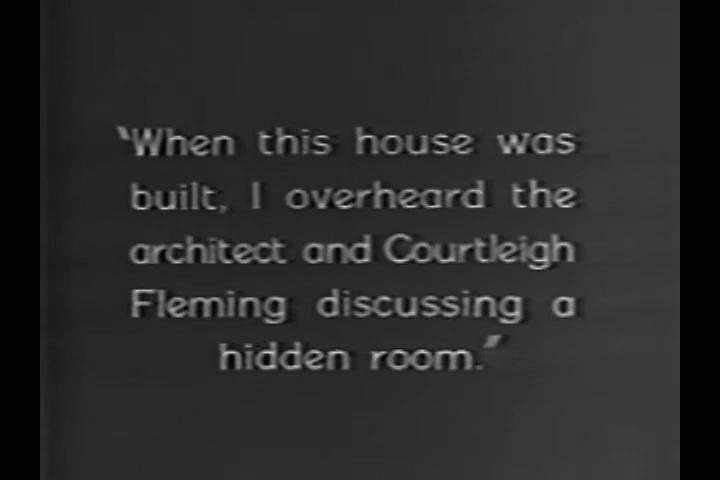 "When this house was
built, I overheard the
architect and Courtleigh
Fleming discussing a
hidden room."